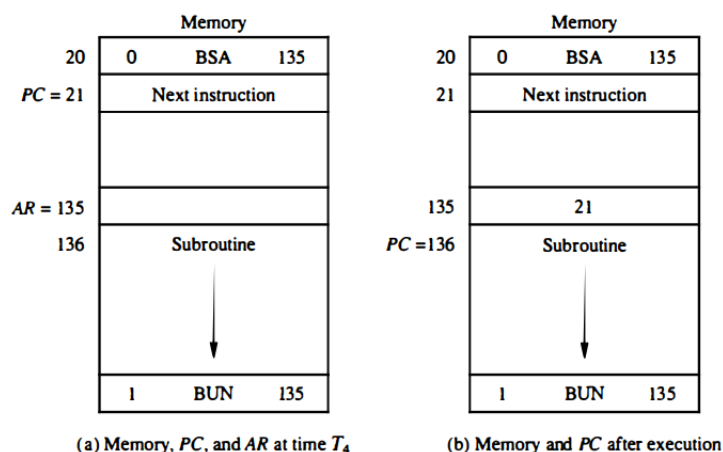 Memory
20 0 BSA 135
PC = 21 Next instruction
AR = 135
136 Subroutine
1 BUN 135
(a) Memory, PC, and AR at time T4
Memory
20 0 BSA 135
21 Next instruction
135 21
PC =136 Subroutine
1 BUN 135
(b) Memory and PC after execution